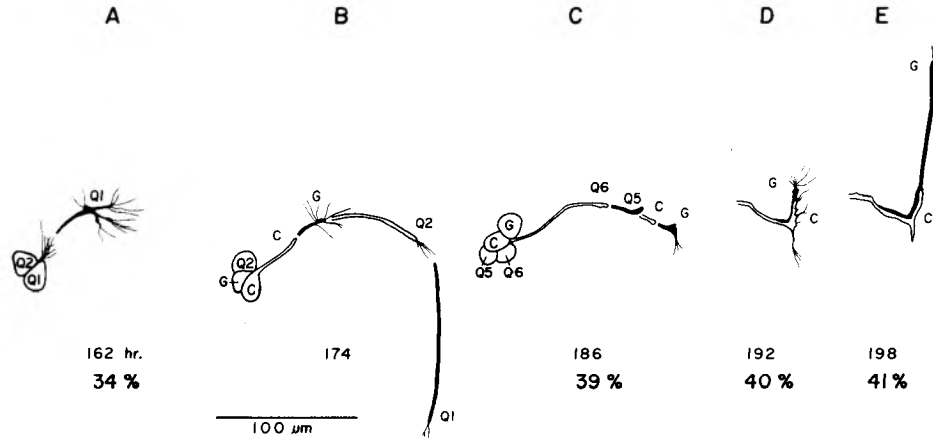 A B C D E
G
Q1
G
Q2
Q6 Q5 C G
G
C
C
C
Q2
Q1
G
Q2
C
G
C
Q5 Q6
162 hr. 174 186 192 198
34 % 39 % 40 % 41 %
Q1
100 µm